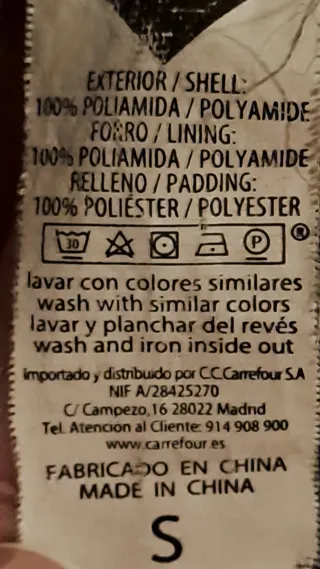 EXTERIOR / SHELL:
100% POLIAMIDA / POLYAMIDE
FORRO / LINING:
100% POLIAMIDA / POLYAMIDE
RELLENO / PADDING:
100% POLIÉSTER / POLYESTER
30 P ®
lavar con colores similares
wash with similar colors
lavar y planchar del revés
wash and iron inside out
importado y distribuido por C.C.Carrefour S.A
NIF A/28425270
C/ Campezo,16 28022 Madrid
Tel. Atención al Cliente: 914 908 900
www.carrefour.es
FABRICADO EN CHINA
MADE IN CHINA
S